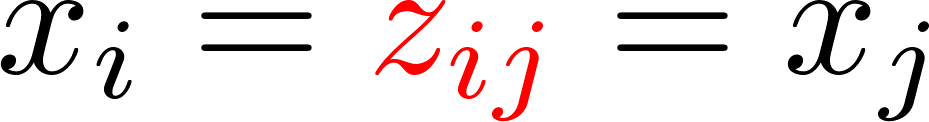 x_i = z_{ij} = x_j